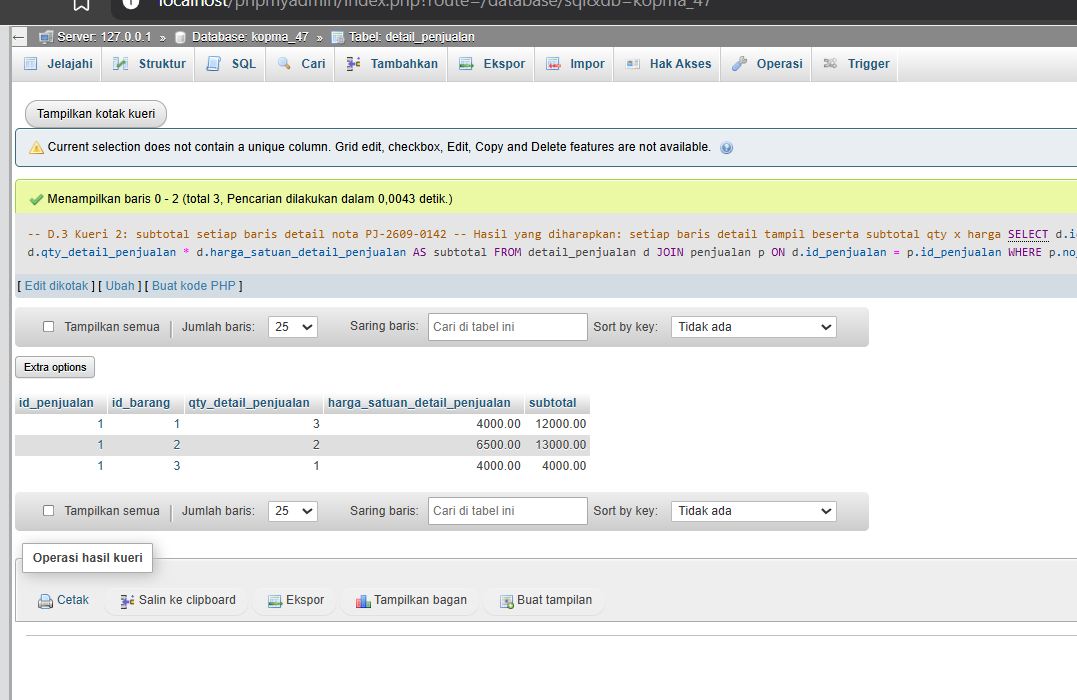 localhost/phpmyadmin/index.php?route=/database/sql&db=kopma_47
Server: 127.0.0.1 » Database: kopma_47 » Tabel: detail_penjualan
Jelajahi Struktur SQL Cari Tambahkan Ekspor Impor Hak Akses Operasi Trigger
Tampilkan kotak kueri
Current selection does not contain a unique column. Grid edit, checkbox, Edit, Copy and Delete features are not available.
Menampilkan baris 0 - 2 (total 3, Pencarian dilakukan dalam 0,0043 detik.)
-- D.3 Kueri 2: subtotal setiap baris detail nota PJ-2609-0142 -- Hasil yang diharapkan: setiap baris detail tampil beserta subtotal qty x harga SELECT
d.qty_detail_penjualan * d.harga_satuan_detail_penjualan AS subtotal FROM detail_penjualan d JOIN penjualan p ON d.id_penjualan = p.id_penjualan WHERE
[ Edit dikotak ] [ Ubah ] [ Buat kode PHP ]
Tampilkan semua | Jumlah baris: 25 Saring baris: Cari di tabel ini Sort by key: Tidak ada
Extra options
id_penjualan id_barang qty_detail_penjualan harga_satuan_detail_penjualan subtotal
1 1 3 4000.00 12000.00
1 2 2 6500.00 13000.00
1 3 1 4000.00 4000.00
Tampilkan semua | Jumlah baris: 25 Saring baris: Cari di tabel ini Sort by key: Tidak ada
Operasi hasil kueri
Cetak Salin ke clipboard Ekspor Tampilkan bagan Buat tampilan